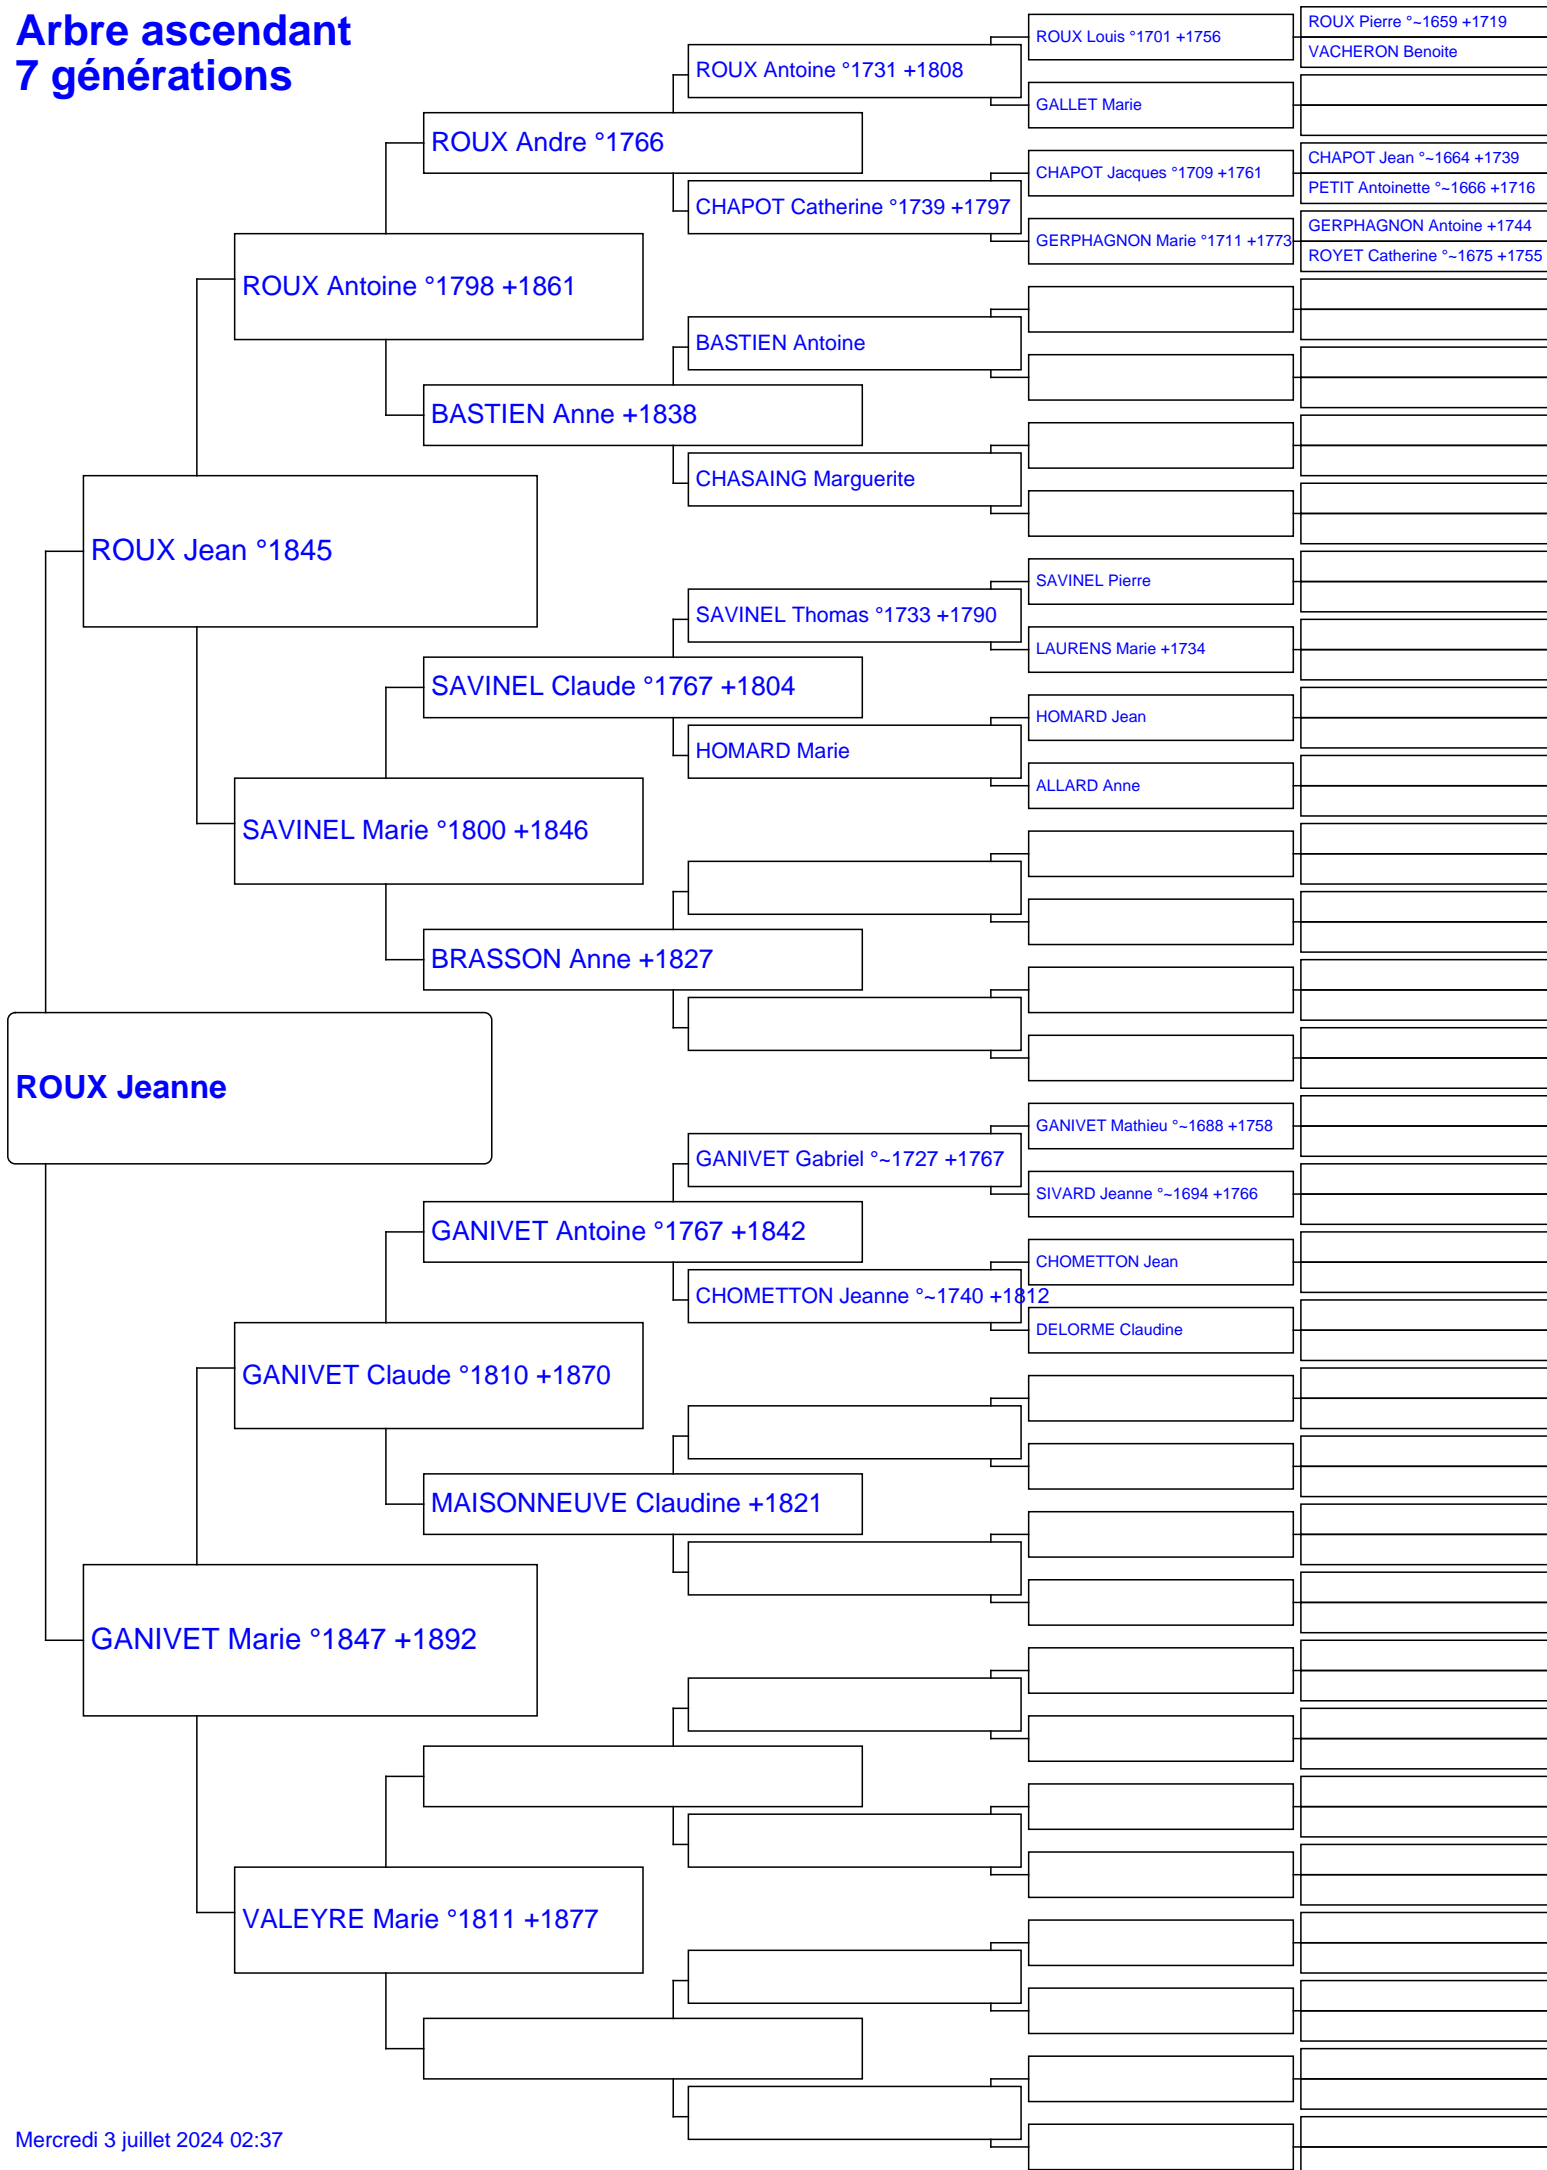 Arbre ascendant
7 générations
ROUX Jeanne
ROUX Jean °1845
GANIVET Marie °1847 +1892
ROUX Antoine °1798 +1861
SAVINEL Marie °1800 +1846
GANIVET Claude °1810 +1870
VALEYRE Marie °1811 +1877
ROUX Andre °1766
BASTIEN Anne +1838
SAVINEL Claude °1767 +1804
BRASSON Anne +1827
GANIVET Antoine °1767 +1842
MAISONNEUVE Claudine +1821
ROUX Antoine °1731 +1808
CHAPOT Catherine °1739 +1797
BASTIEN Antoine
CHASAING Marguerite
SAVINEL Thomas °1733 +1790
HOMARD Marie
GANIVET Gabriel °~1727 +1767
CHOMETTON Jeanne °~1740 +1812
ROUX Louis °1701 +1756
GALLET Marie
CHAPOT Jacques °1709 +1761
GERPHAGNON Marie °1711 +1773
SAVINEL Pierre
LAURENS Marie +1734
HOMARD Jean
ALLARD Anne
GANIVET Mathieu °~1688 +1758
SIVARD Jeanne °~1694 +1766
CHOMETTON Jean
DELORME Claudine
ROUX Pierre °~1659 +1719
VACHERON Benoite
CHAPOT Jean °~1664 +1739
PETIT Antoinette °~1666 +1716
GERPHAGNON Antoine +1744
ROYET Catherine °~1675 +1755
Mercredi 3 juillet 2024 02:37